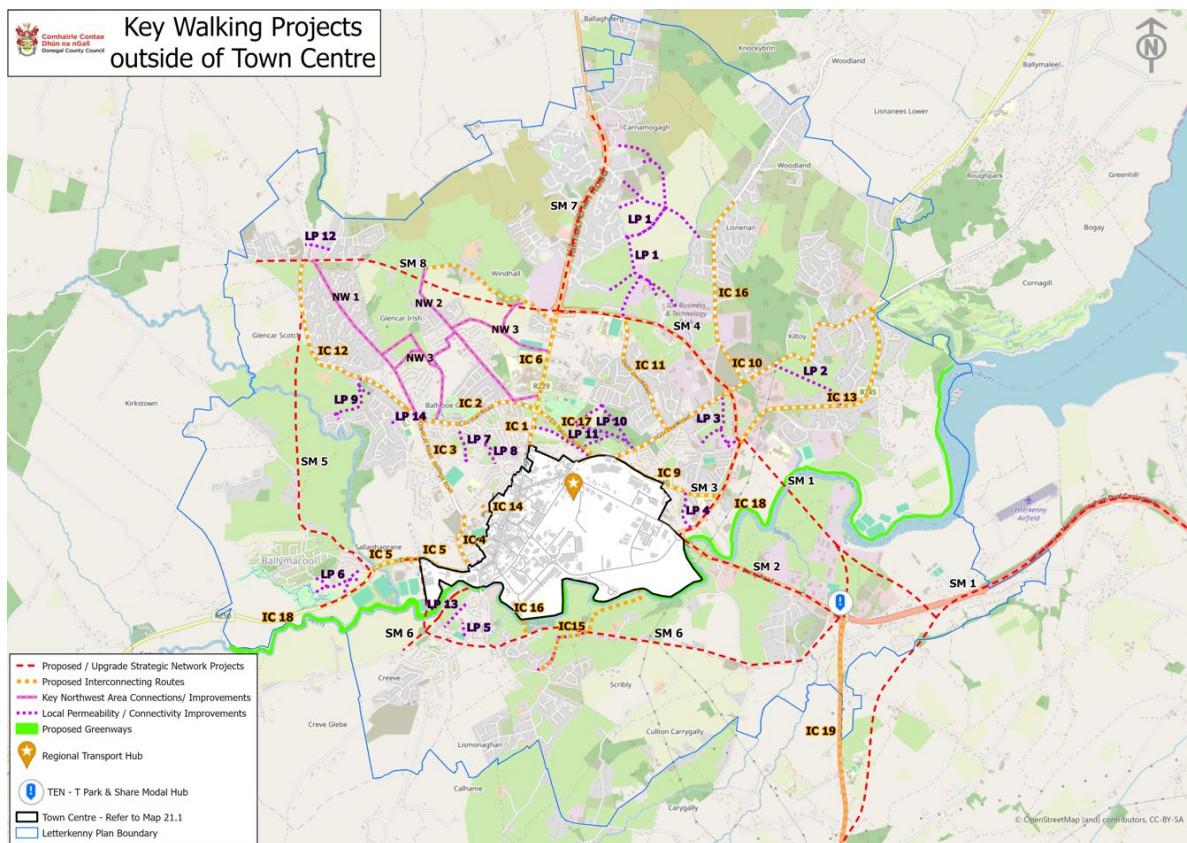 Comhairle Contae
Dhún na nGall
Donegal County Council
Key Walking Projects
outside of Town Centre
N
Ballaghderg
Knockybrin
Woodland
Ballymaleel
Lisnanees Lower
Carnamogagh
Woodland
Roughpark
Greenhill
SM 7
LP 1
Lisnenan
Bogay
LP 12
SM 8
Windhall
LP 1
NW 1
IC 16
Cornagill
NW 2
Glencar Irish
Business
& Technology
Glencar Scotch
NW 3
SM 4
Kiltoy
IC 12
NW 3
IC 6
IC 11
IC 10
LP 2
R229
Kirkstown
LP 9
IC 2
IC 13
R245
LP 14
IC 17
LP 10
LP 3
IC 1
LP 11
IC 3
LP 7
LP 8
SM 5
IC 9
SM 3
SM 1
IC 14
LP 4
IC 18
Letterkenny
Airfield
IC 4
Sallaghagrane
IC 5
IC 5
Ballymacool
LP 6
SM 2
SM 1
LP 13
IC 16
IC 18
SM 6
LP 5
IC15
SM 6
Creeve
Scribly
Creve Glebe
Lismonaghan
Cullion Carrygally
IC 19
Calhame
Carygally
Proposed / Upgrade Strategic Network Projects
Proposed Interconnecting Routes
Key Northwest Area Connections/ Improvements
Local Permeability / Connectivity Improvements
Proposed Greenways
Regional Transport Hub
TEN - T Park & Share Modal Hub
Town Centre - Refer to Map 21.1
Letterkenny Plan Boundary
© OpenStreetMap (and) contributors, CC-BY-SA